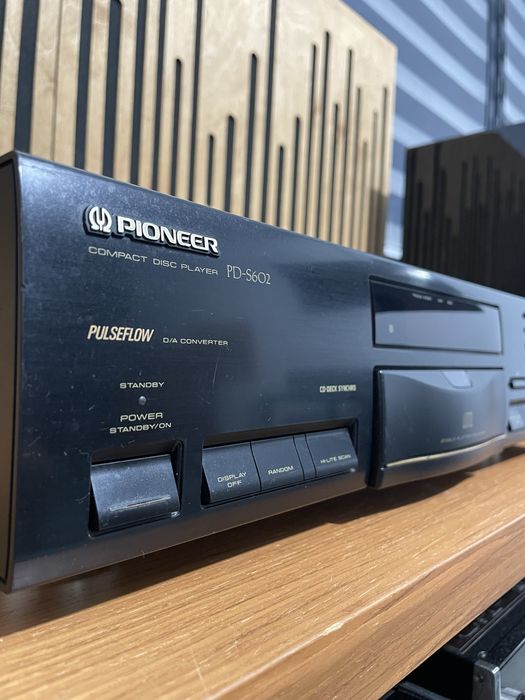 PIONEER
COMPACT DISC PLAYER PD-S602
PULSEFLOW D/A CONVERTER
STANDBY
POWER
STANDBY/ON
CD-DECK SYNCHRO
DISPLAY
OFF
RANDOM
HI-LITE SCAN